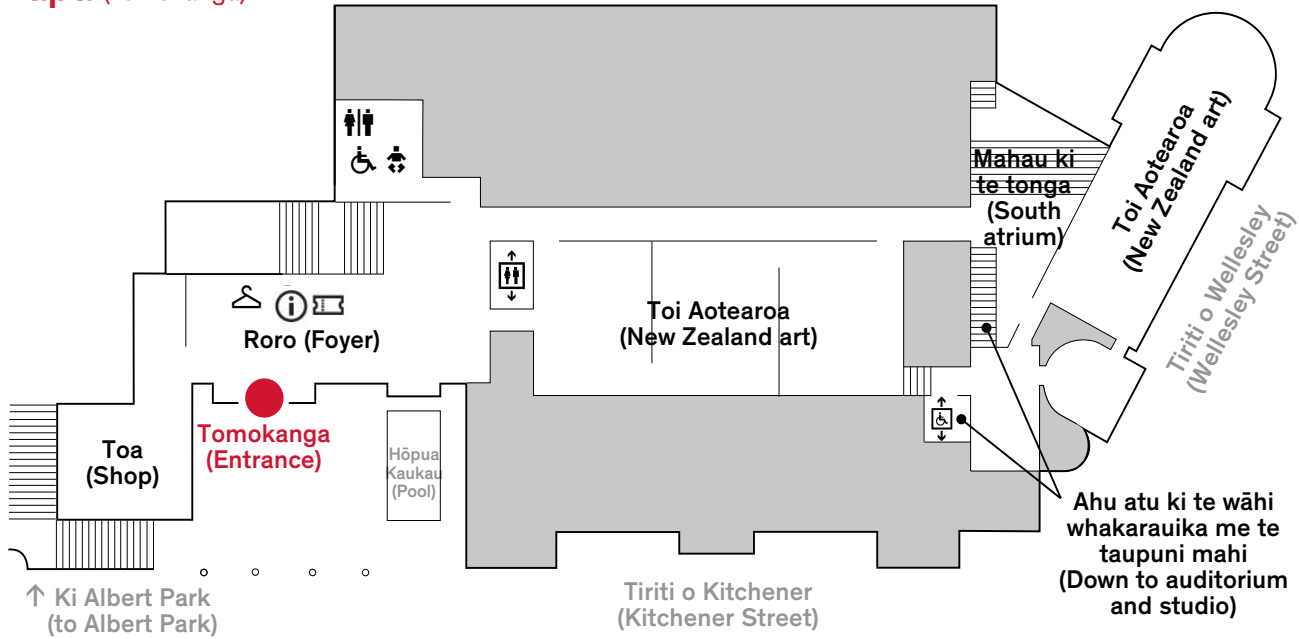 Mahau ki
te tonga
(South
atrium)
Toi Aotearoa
(New Zealand art)
Tiriti o Wellesley
(Wellesley Street)
Toi Aotearoa
(New Zealand art)
Roro (Foyer)
Tomokanga
(Entrance)
Toa
(Shop)
Hōpua
Kaukau
(Pool)
Ahu atu ki te wāhi
whakarauika me te
taupuni mahi
(Down to auditorium
and studio)
Tiriti o Kitchener
(Kitchener Street)
↑ Ki Albert Park
(to Albert Park)